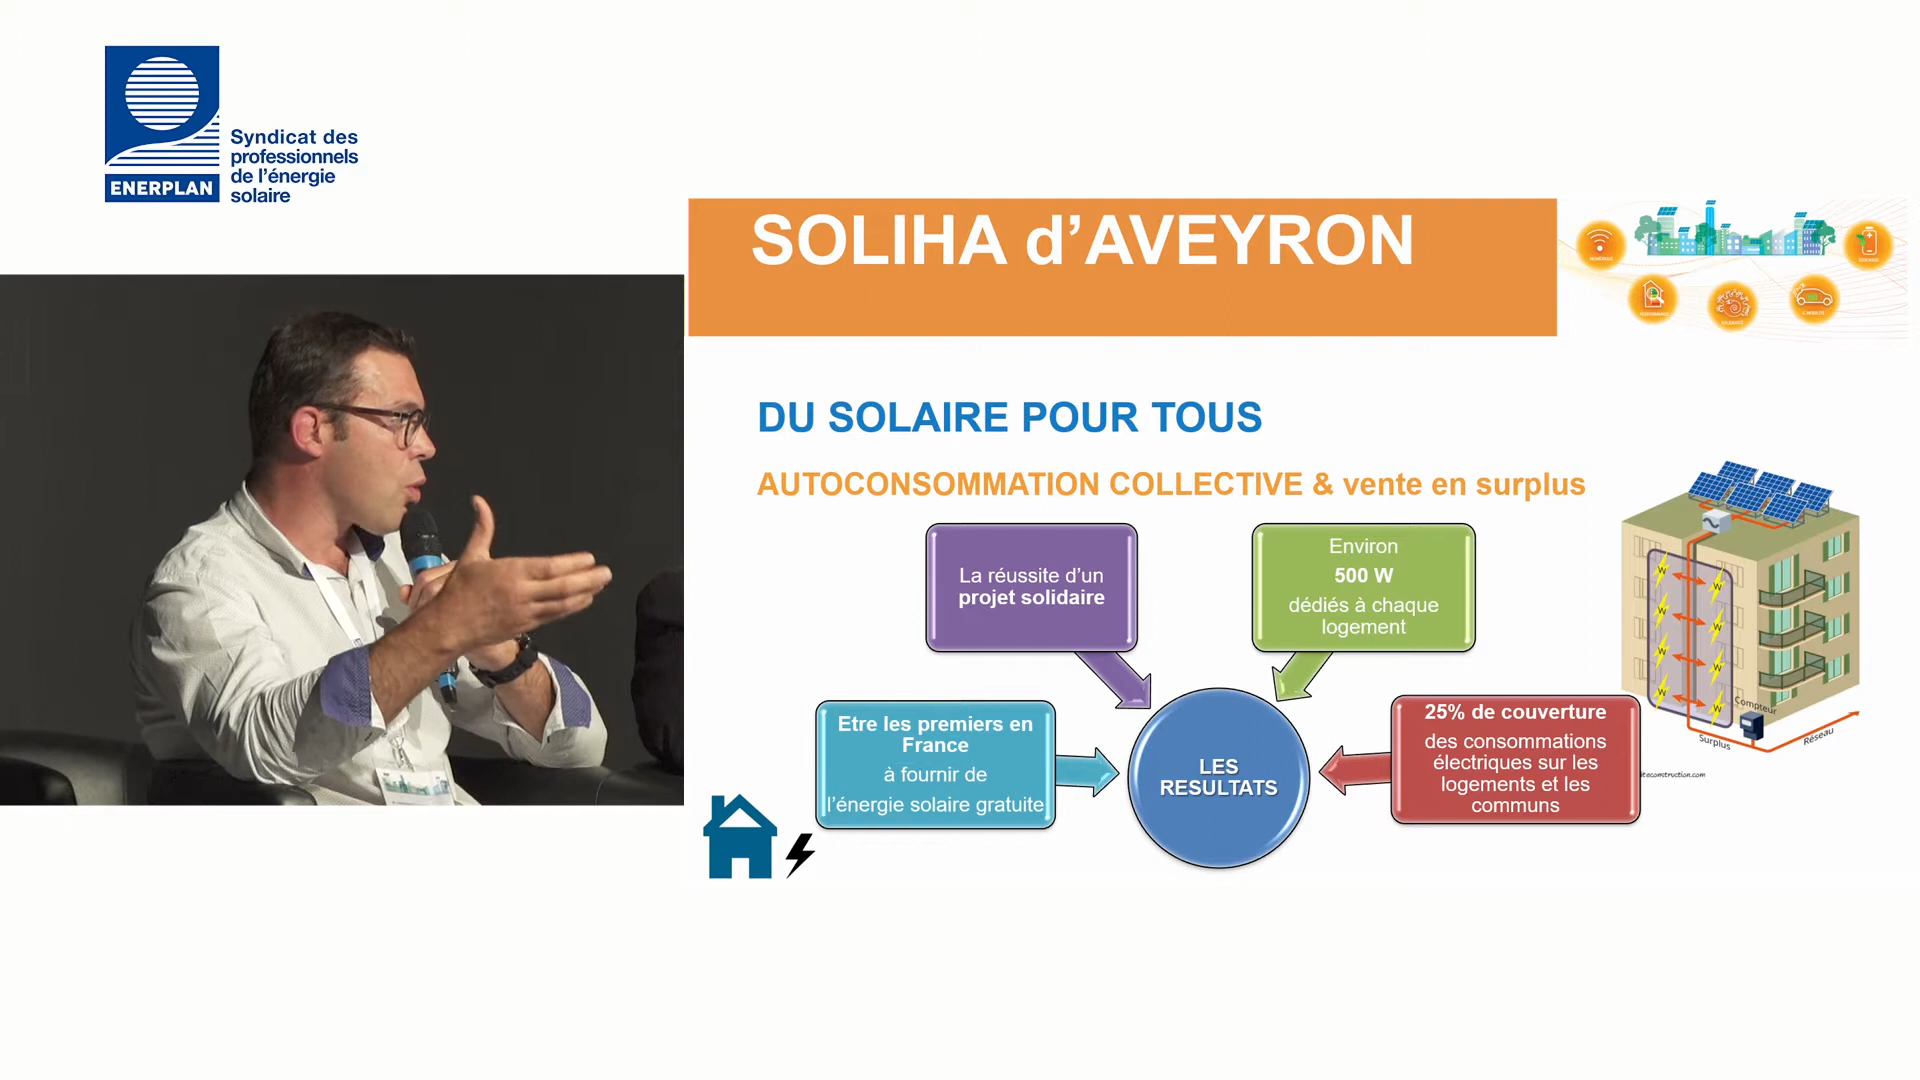 Syndicat des
professionnels
de l'énergie
solaire
ENERPLAN
SOLIHA d'AVEYRON
DU SOLAIRE POUR TOUS
AUTOCONSOMMATION COLLECTIVE & vente en surplus
La réussite d'un
projet solidaire
Environ
500 W
dédiés à chaque
logement
Etre les premiers en
France
à fournir de
l'énergie solaire gratuite
LES
RESULTATS
25% de couverture
des consommations
électriques sur les
logements et les
communs
W
W
W
W
W
W
W
W
Compteur
Surplus
Réseau